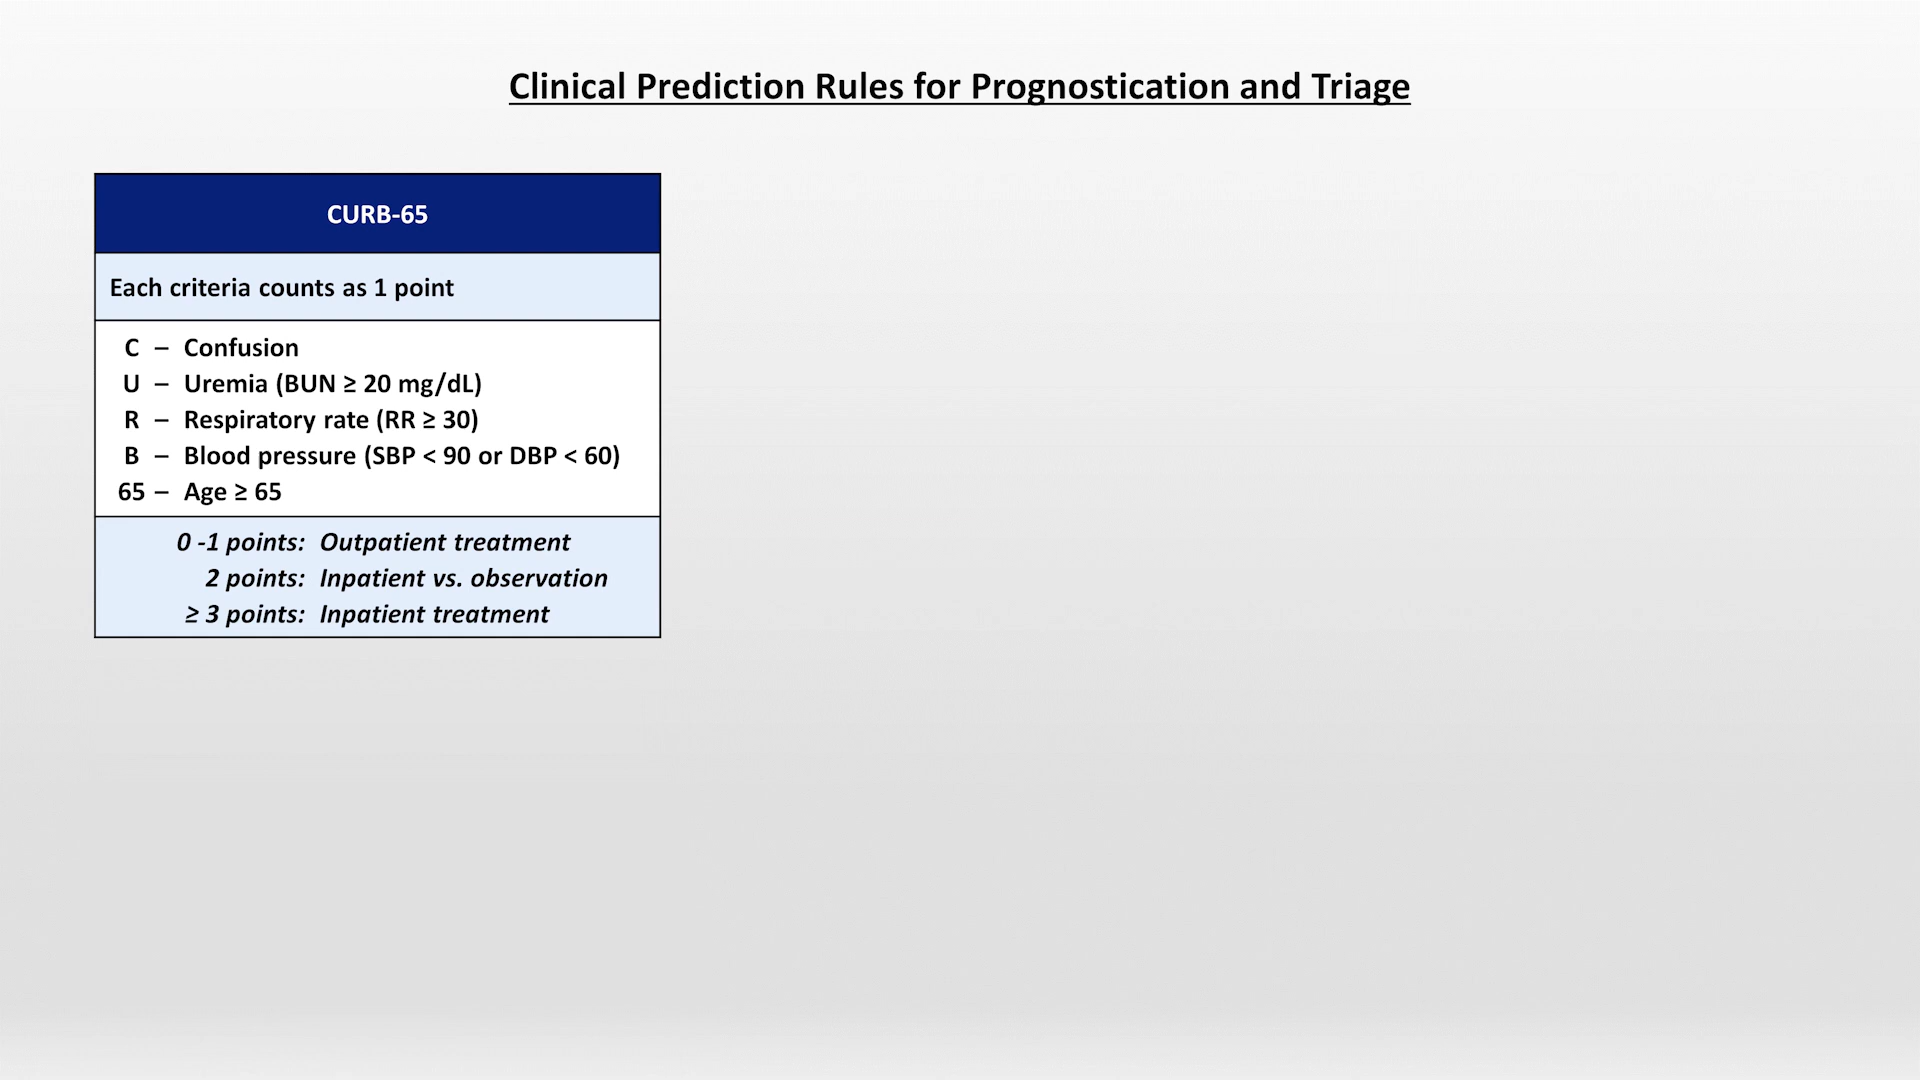 Clinical Prediction Rules for Prognostication and Triage
CURB-65
Each criteria counts as 1 point
C – Confusion
U – Uremia (BUN ≥ 20 mg/dL)
R – Respiratory rate (RR ≥ 30)
B – Blood pressure (SBP < 90 or DBP < 60)
65 – Age ≥ 65
0 -1 points: Outpatient treatment
2 points: Inpatient vs. observation
≥ 3 points: Inpatient treatment